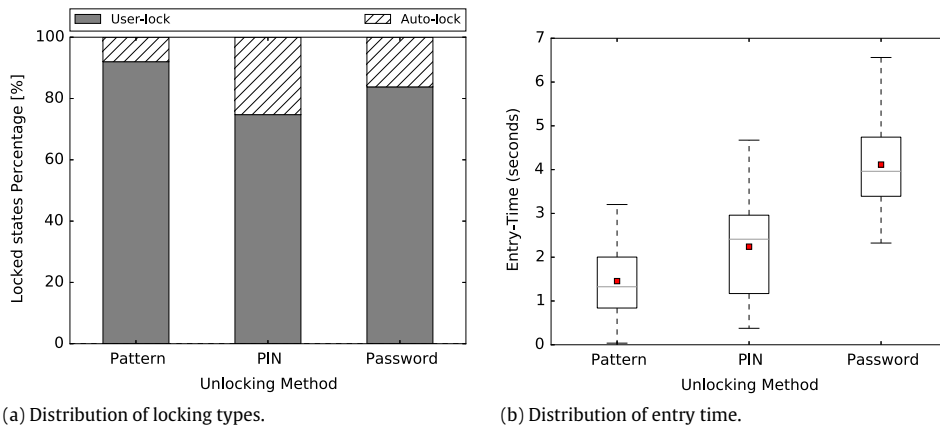 User-lock
Auto-lock
Locked states Percentage [%]
100
80
60
40
20
0
Pattern
PIN
Password
Unlocking Method
(a) Distribution of locking types.
Entry-Time (seconds)
7
6
5
4
3
2
1
0
Pattern
PIN
Password
Unlocking Method
(b) Distribution of entry time.